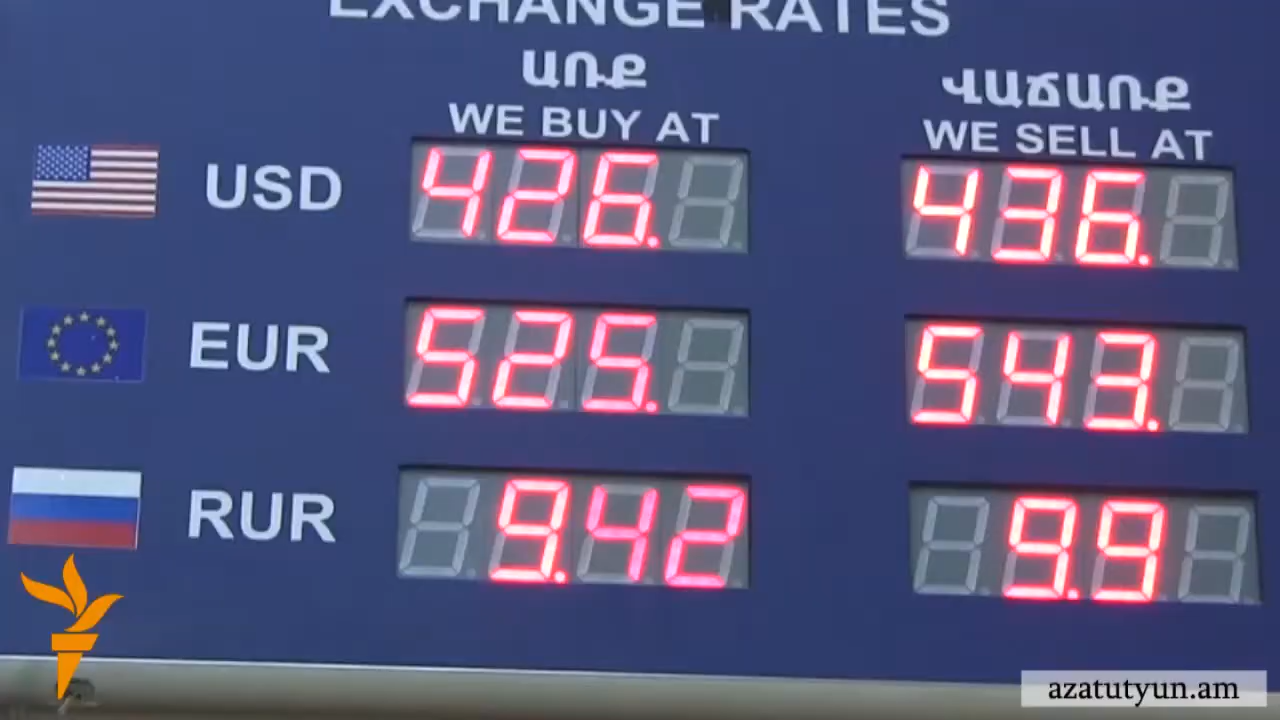 EXCHANGE RATES
ԱՌՔ ՎԱՃԱՌՔ
WE BUY AT WE SELL AT
USD 426. 436.
EUR 525. 543.
RUR 9.42 9.9
azatutyun.am